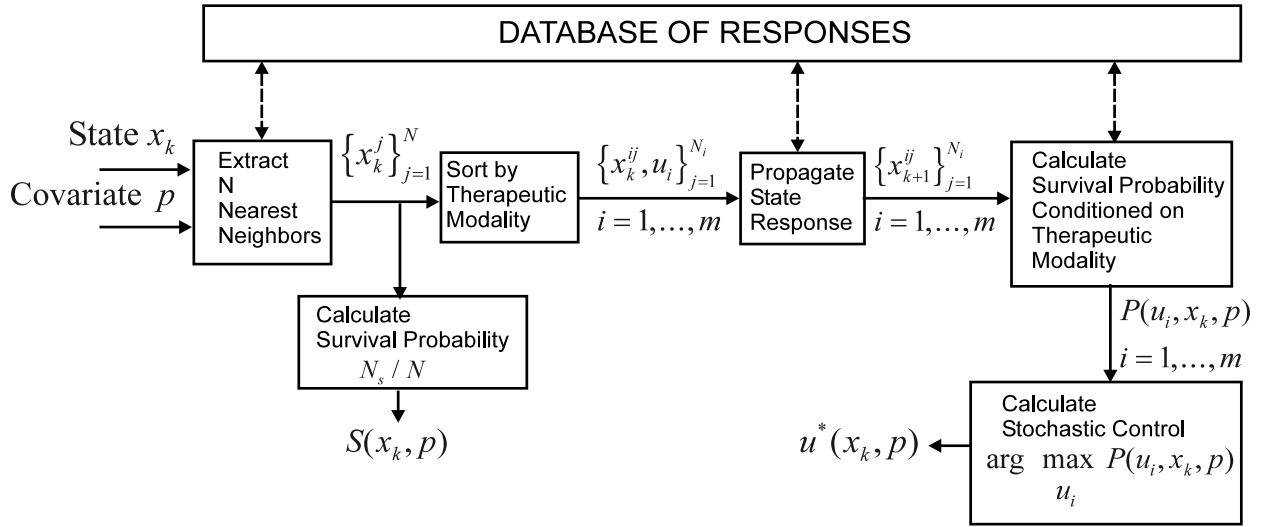 DATABASE OF RESPONSES
State x_k
Covariate p
Extract
N
Nearest
Neighbors
{x_k^j}_{j=1}^N
Sort by
Therapeutic
Modality
{x_k^{ij}, u_i}_{j=1}^{N_i}
i = 1,…,m
Propagate
State
Response
{x_{k+1}^{ij}}_{j=1}^{N_i}
i = 1,…,m
Calculate
Survival Probability
Conditioned on
Therapeutic
Modality
Calculate
Survival Probability
N_s / N
S(x_k, p)
P(u_i, x_k, p)
i = 1,…,m
Calculate
Stochastic Control
arg max P(u_i, x_k, p)
u_i
u^*(x_k, p)